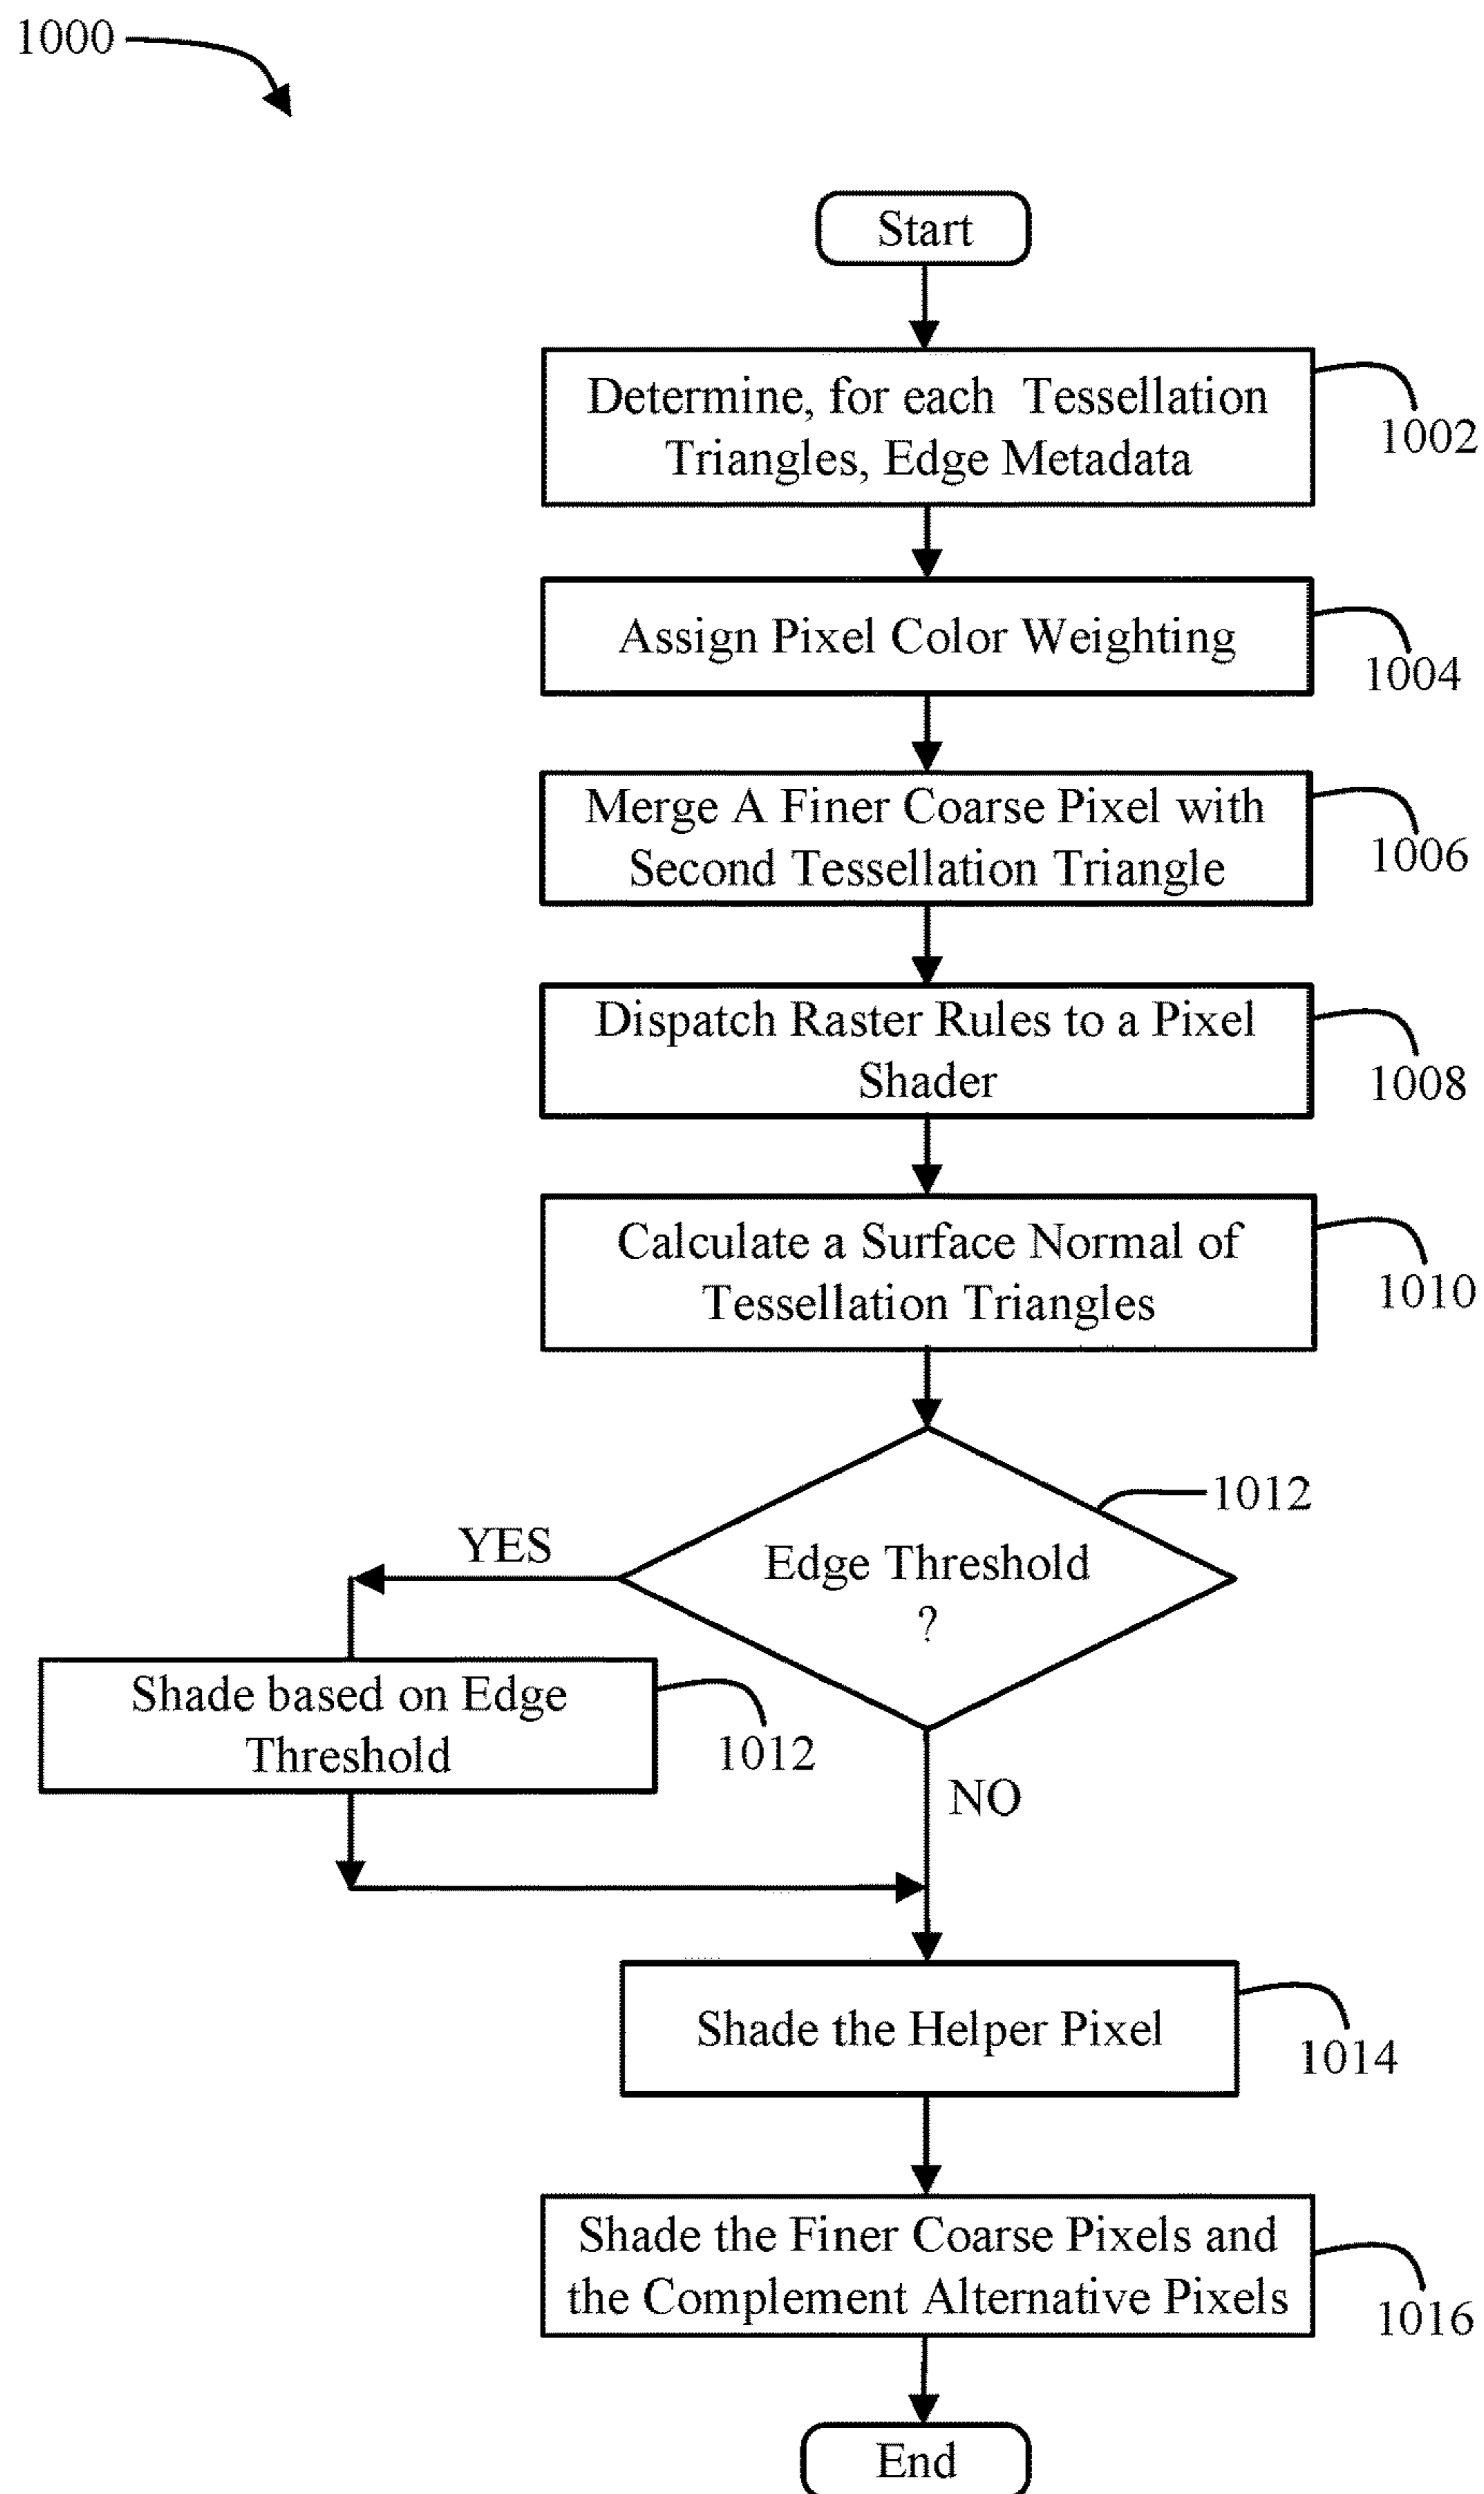 1000
Start
Determine, for each Tessellation
Triangles, Edge Metadata
1002
Assign Pixel Color Weighting
1004
Merge A Finer Coarse Pixel with
Second Tessellation Triangle
1006
Dispatch Raster Rules to a Pixel
Shader
1008
Calculate a Surface Normal of
Tessellation Triangles
1010
1012
Edge Threshold
?
YES
Shade based on Edge
Threshold
1012
NO
Shade the Helper Pixel
1014
Shade the Finer Coarse Pixels and
the Complement Alternative Pixels
1016
End